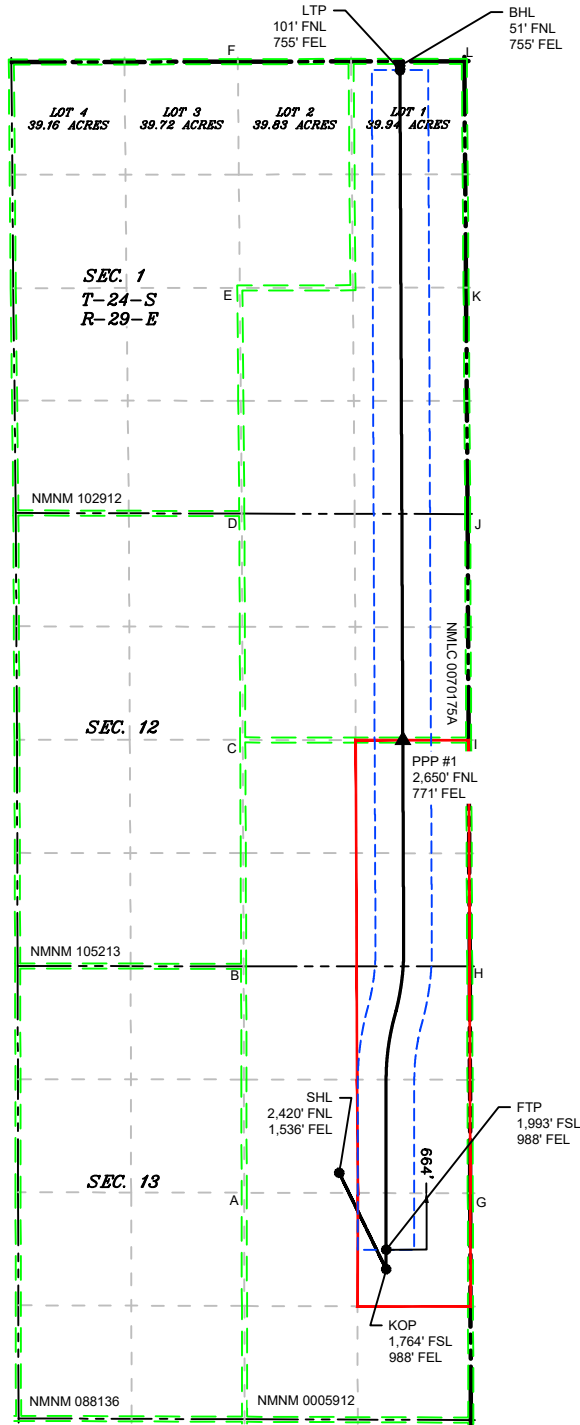 LTP
101' FNL
755' FEL
BHL
51' FNL
755' FEL
F
L
LOT 4
39.16 ACRES
LOT 3
39.72 ACRES
LOT 2
39.83 ACRES
LOT 1
39.94 ACRES
SEC. 1
T-24-S
R-29-E
E
K
NMNM 102912
D
J
NMLC 0070175A
SEC. 12
C
I
PPP #1
2,650' FNL
771' FEL
NMNM 105213
B
H
SHL
2,420' FNL
1,536' FEL
FTP
1,993' FSL
988' FEL
664'
SEC. 13
A
G
KOP
1,764' FSL
988' FEL
NMNM 088136
NMNM 0005912